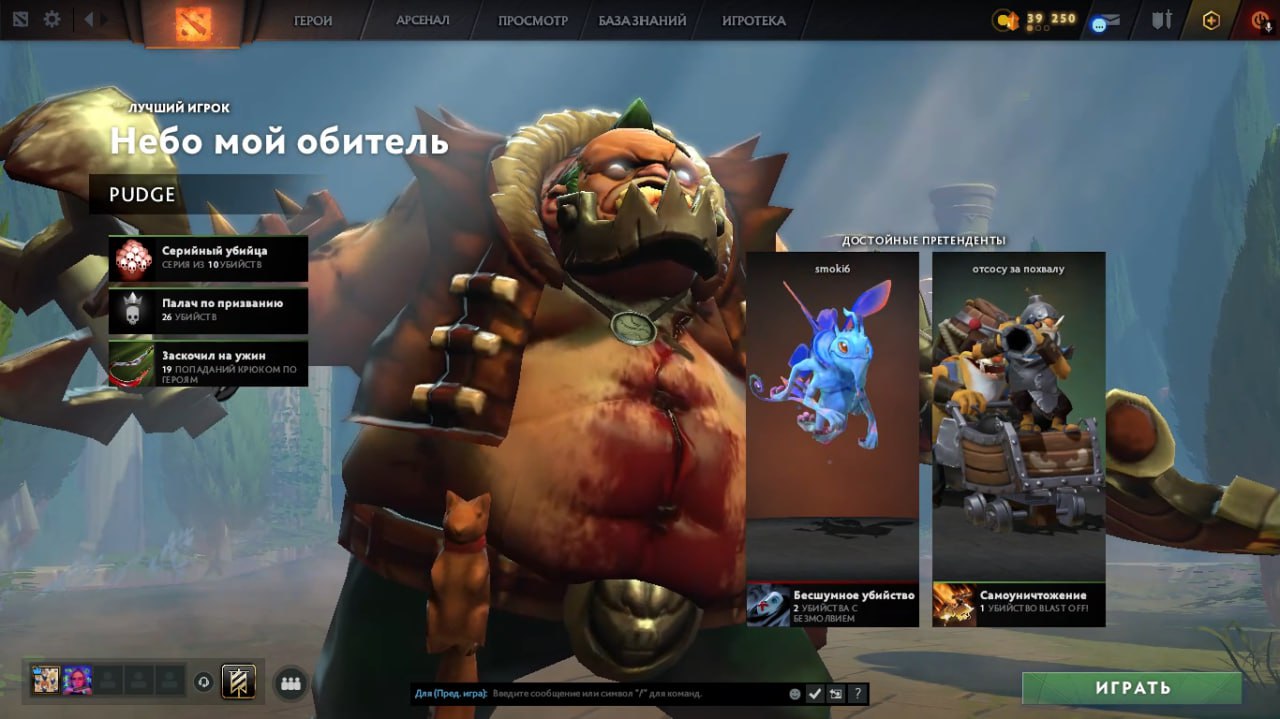 ГЕРОИ
АРСЕНАЛ
ПРОСМОТР
БАЗА ЗНАНИЙ
ИГРОТЕКА
39 250
ЛУЧШИЙ ИГРОК
Небо мой обитель
PUDGE
Серийный убийца
СЕРИЯ ИЗ 10 УБИЙСТВ
Палач по призванию
26 УБИЙСТВ
Заскочил на ужин
19 ПОПАДАНИЙ КРЮКОМ ПО
ГЕРОЯМ
ДОСТОЙНЫЕ ПРЕТЕНДЕНТЫ
smoki6
Бесшумное убийство
2 УБИЙСТВА С
БЕЗМОЛВИЕМ
отсосу за похвалу
Самоуничтожение
1 УБИЙСТВО BLAST OFF!
Для (Пред. игра): Введите сообщение или символ "/" для команд.
?
ИГРАТЬ